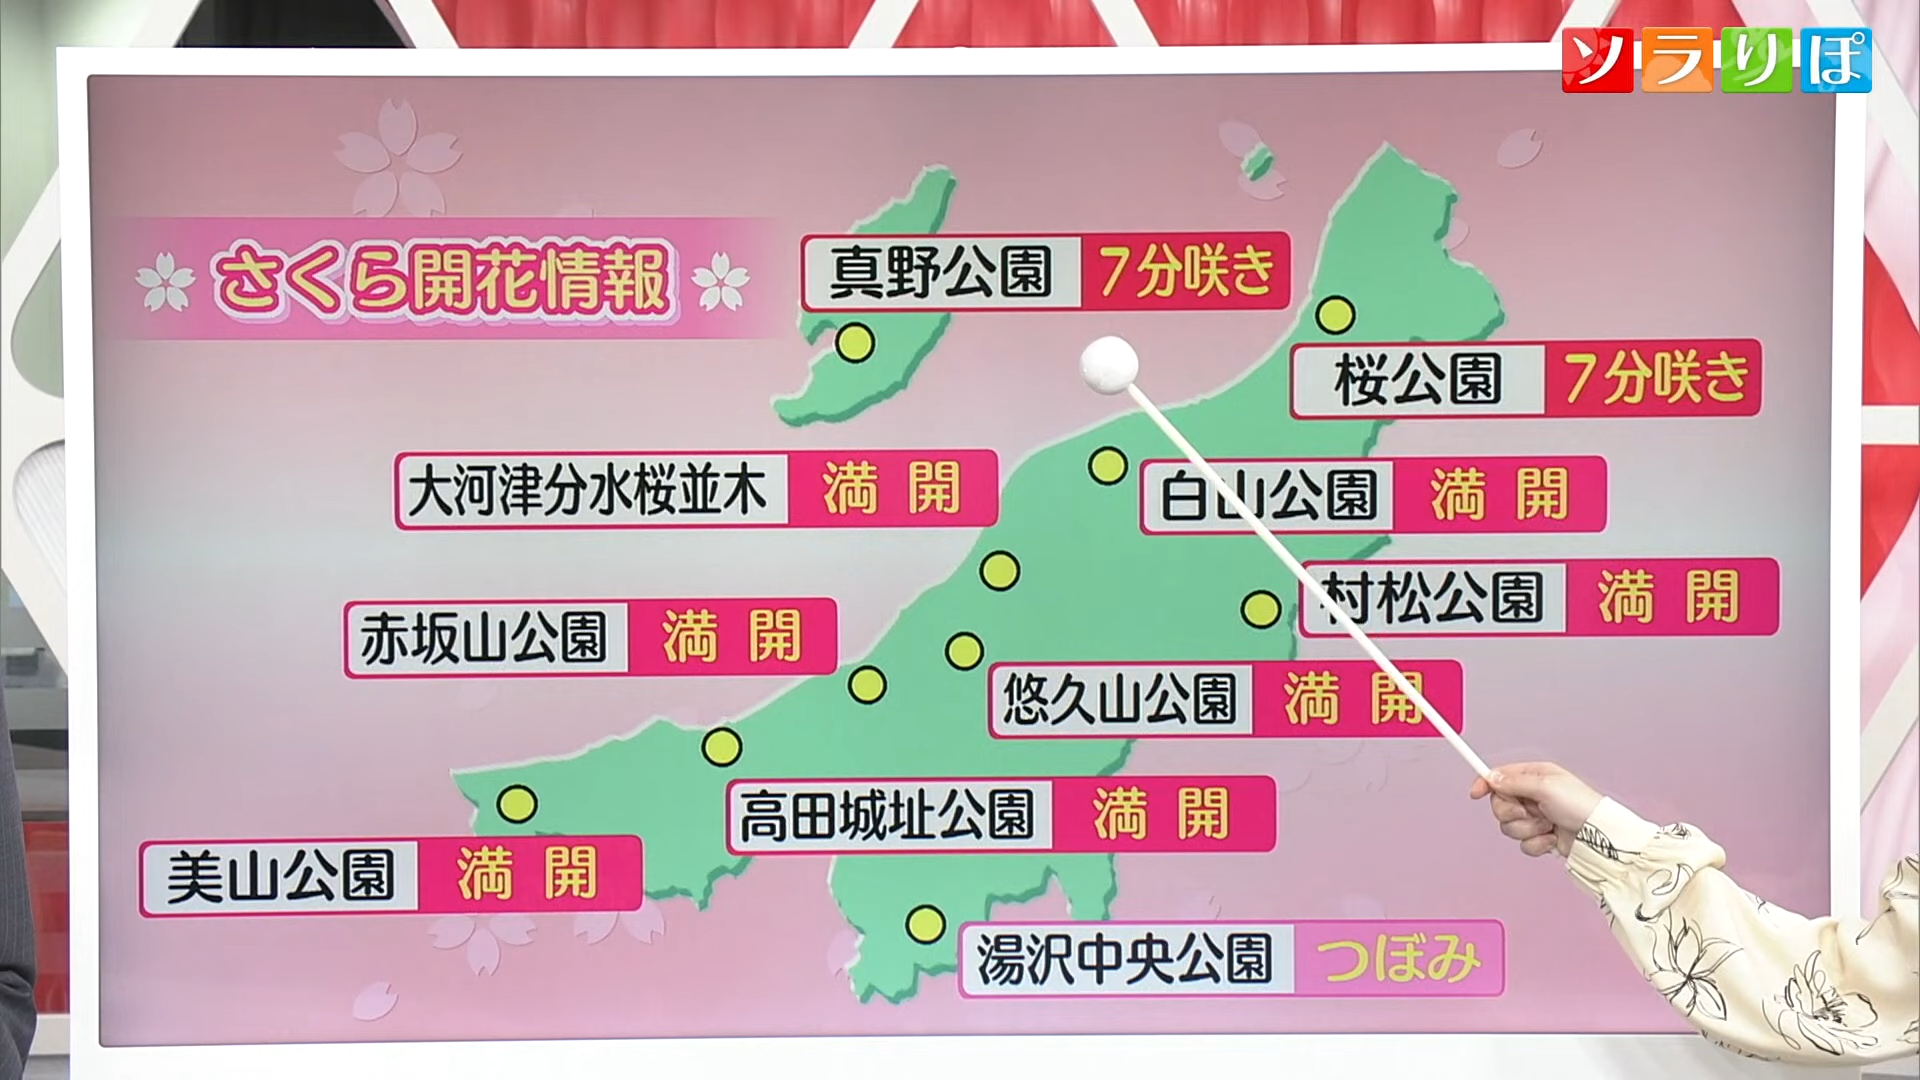 ソラりぽ
さくら開花情報
真野公園 7分咲き
桜公園 7分咲き
大河津分水桜並木 満開
白山公園 満開
村松公園 満開
赤坂山公園 満開
悠久山公園 満開
高田城址公園 満開
美山公園 満開
湯沢中央公園 つぼみ